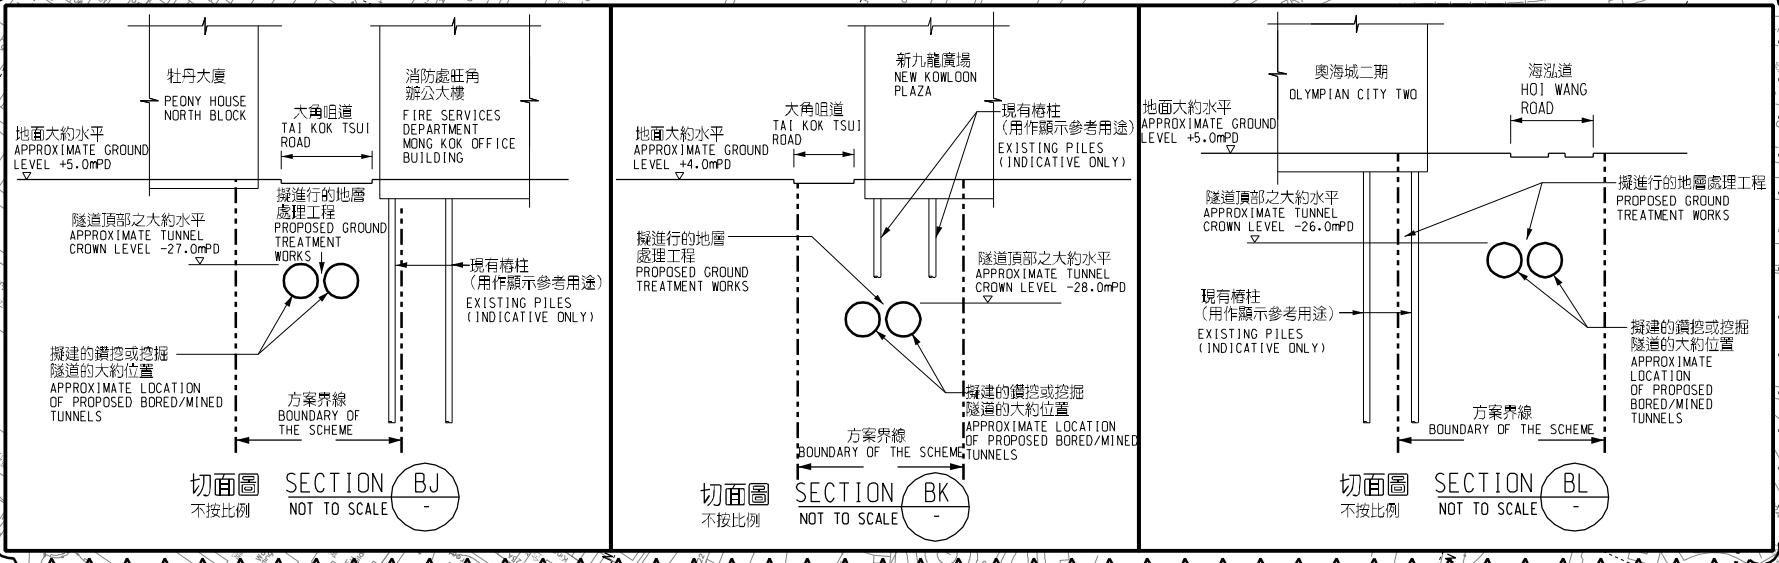 牡丹大廈
PEONY HOUSE
NORTH BLOCK
消防處旺角
辦公大樓
FIRE SERVICES
DEPARTMENT
MONG KOK OFFICE
BUILDING
大角咀道
TAI KOK TSUI
ROAD
地面大約水平
APPROXIMATE GROUND
LEVEL +5.0mPD
擬進行的地層
處理工程
PROPOSED GROUND
TREATMENT
WORKS
隧道頂部之大約水平
APPROXIMATE TUNNEL
CROWN LEVEL -27.0mPD
現有樁柱
(用作顯示參考用途)
EXISTING PILES
(INDICATIVE ONLY)
擬建的鑽挖或挖掘
隧道的大約位置
APPROXIMATE LOCATION
OF PROPOSED BORED/MINED
TUNNELS
方案界線
BOUNDARY OF
THE SCHEME
切面圖 SECTION BJ
不按比例 NOT TO SCALE -
新九龍廣場
NEW KOWLOON
PLAZA
大角咀道
TAI KOK TSUI
ROAD
現有樁柱
(用作顯示參考用途)
EXISTING PILES
(INDICATIVE ONLY)
地面大約水平
APPROXIMATE GROUND
LEVEL +4.0mPD
擬進行的地層
處理工程
PROPOSED GROUND
TREATMENT WORKS
隧道頂部之大約水平
APPROXIMATE TUNNEL
CROWN LEVEL -28.0mPD
擬建的鑽挖或挖掘
隧道的大約位置
APPROXIMATE LOCATION
OF PROPOSED BORED/MINED
TUNNELS
方案界線
BOUNDARY OF THE SCHEME
切面圖 SECTION BK
不按比例 NOT TO SCALE -
奧海城二期
OLYMPIAN CITY TWO
海泓道
HOI WANG
ROAD
地面大約水平
APPROXIMATE GROUND
LEVEL +5.0mPD
擬進行的地層處理工程
PROPOSED GROUND
TREATMENT WORKS
隧道頂部之大約水平
APPROXIMATE TUNNEL
CROWN LEVEL -26.0mPD
現有樁柱
(用作顯示參考用途)
EXISTING PILES
(INDICATIVE ONLY)
擬建的鑽挖或挖掘
隧道的大約位置
APPROXIMATE
LOCATION
OF PROPOSED
BORED/MINED
TUNNELS
方案界線
BOUNDARY OF THE SCHEME
切面圖 SECTION BL
不按比例 NOT TO SCALE -